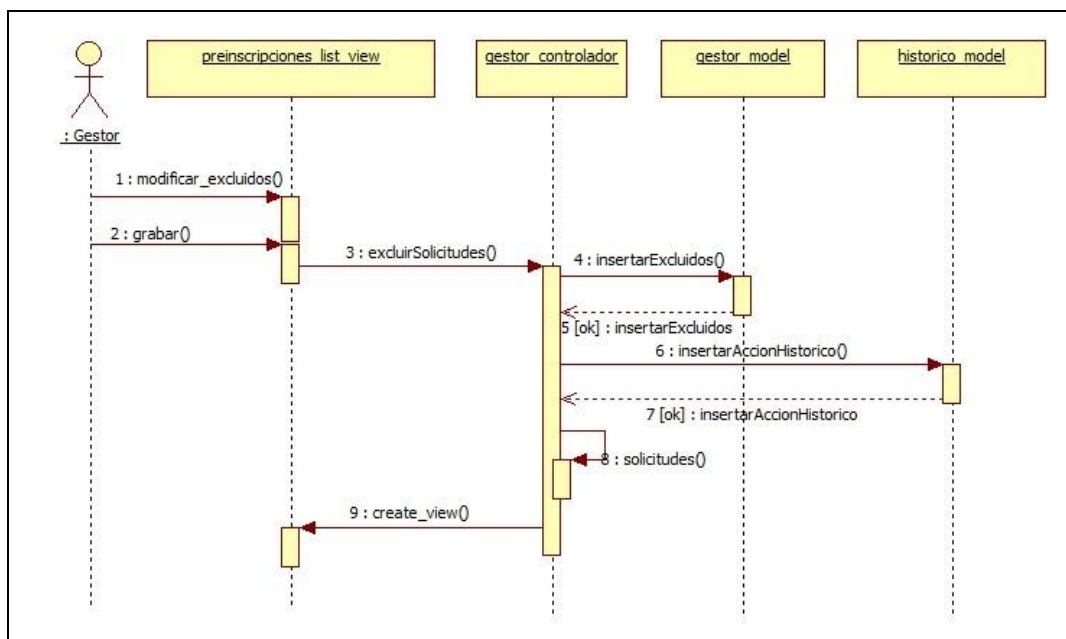 preinscripciones_list_view
gestor_controlador
gestor_model
historico_model
: Gestor
1 : modificar_excluidos()
2 : grabar()
3 : excluirSolicitudes()
4 : insertarExcluidos()
5 [ok] : insertarExcluidos
6 : insertarAccionHistorico()
7 [ok] : insertarAccionHistorico
8 : solicitudes()
9 : create_view()